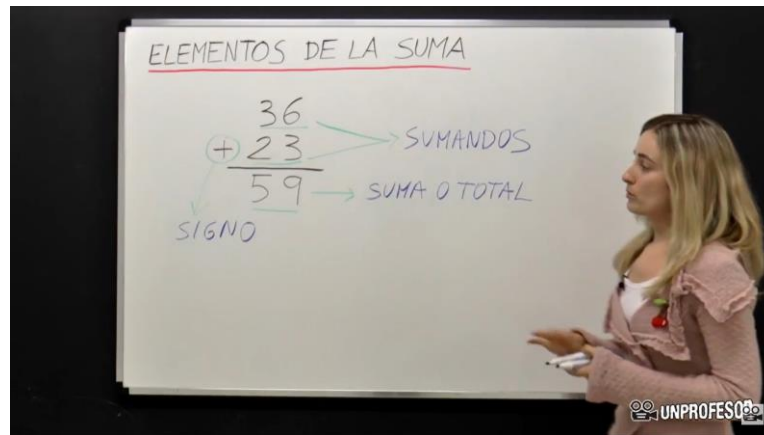 ELEMENTOS DE LA SUMA
36
+ 23
SUMANDOS
59
SUMA O TOTAL
SIGNO
UNPROFESOR